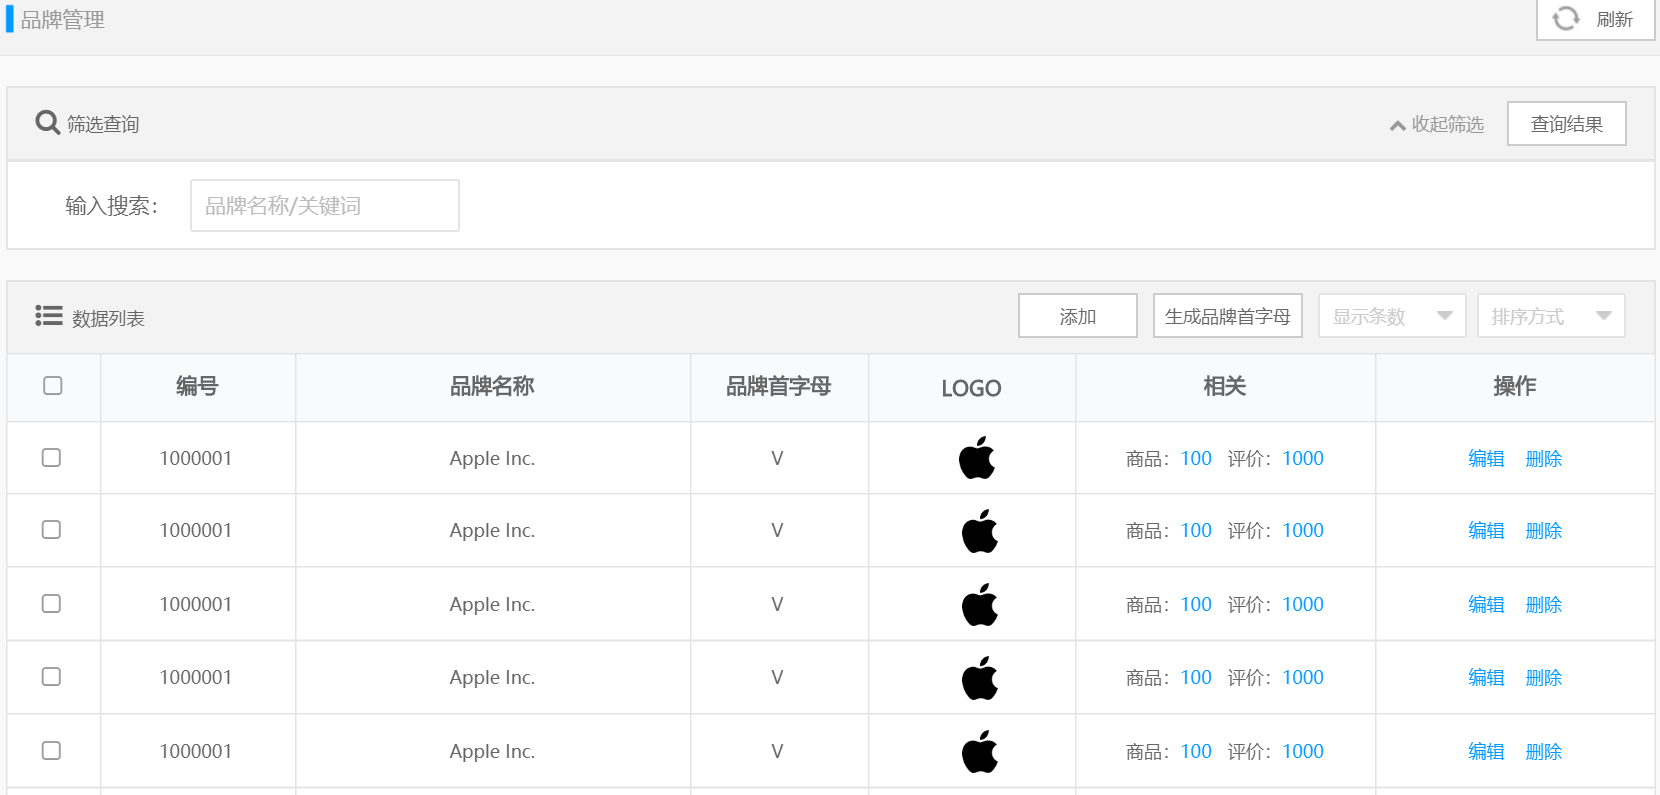 品牌管理
刷新
筛选查询
收起筛选
查询结果
输入搜索：
品牌名称/关键词
数据列表
添加
生成品牌首字母
显示条数
排序方式
编号 品牌名称 品牌首字母 LOGO 相关 操作
1000001 Apple Inc. V 商品：100 评价：1000 编辑 删除
1000001 Apple Inc. V 商品：100 评价：1000 编辑 删除
1000001 Apple Inc. V 商品：100 评价：1000 编辑 删除
1000001 Apple Inc. V 商品：100 评价：1000 编辑 删除
1000001 Apple Inc. V 商品：100 评价：1000 编辑 删除